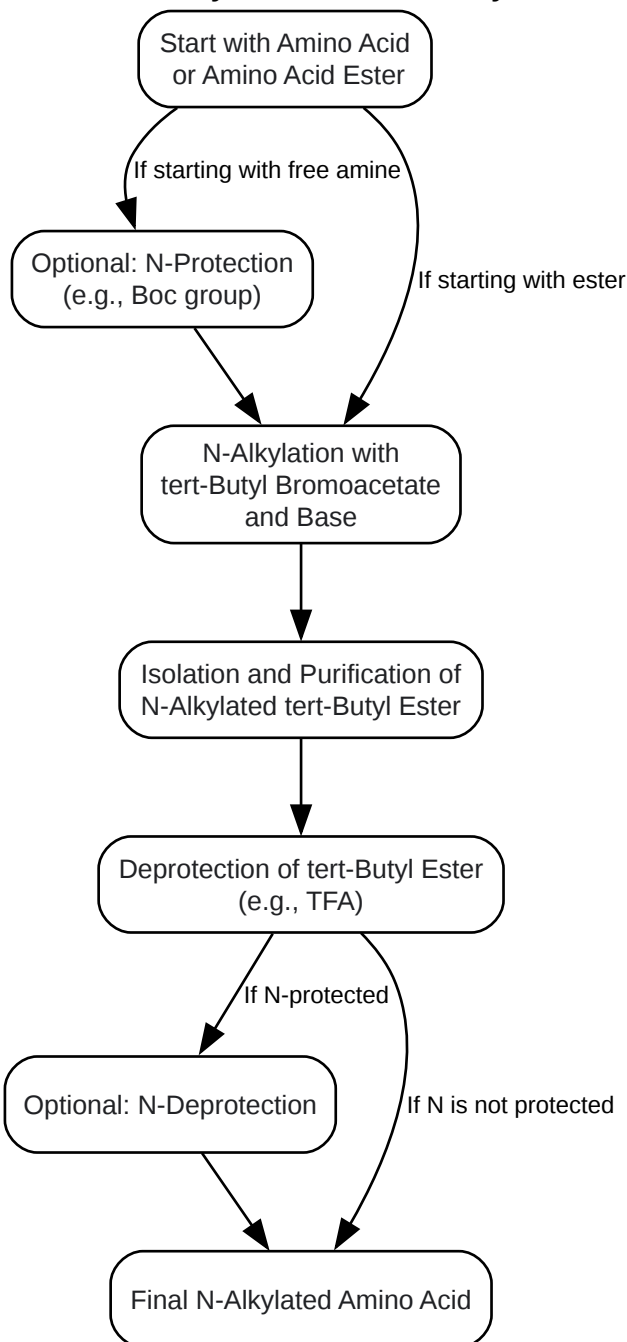 Start with Amino Acid
or Amino Acid Ester
If starting with free amine
Optional: N-Protection
(e.g., Boc group)
If starting with ester
N-Alkylation with
tert-Butyl Bromoacetate
and Base
Isolation and Purification of
N-Alkylated tert-Butyl Ester
Deprotection of tert-Butyl Ester
(e.g., TFA)
If N-protected
Optional: N-Deprotection
If N is not protected
Final N-Alkylated Amino Acid